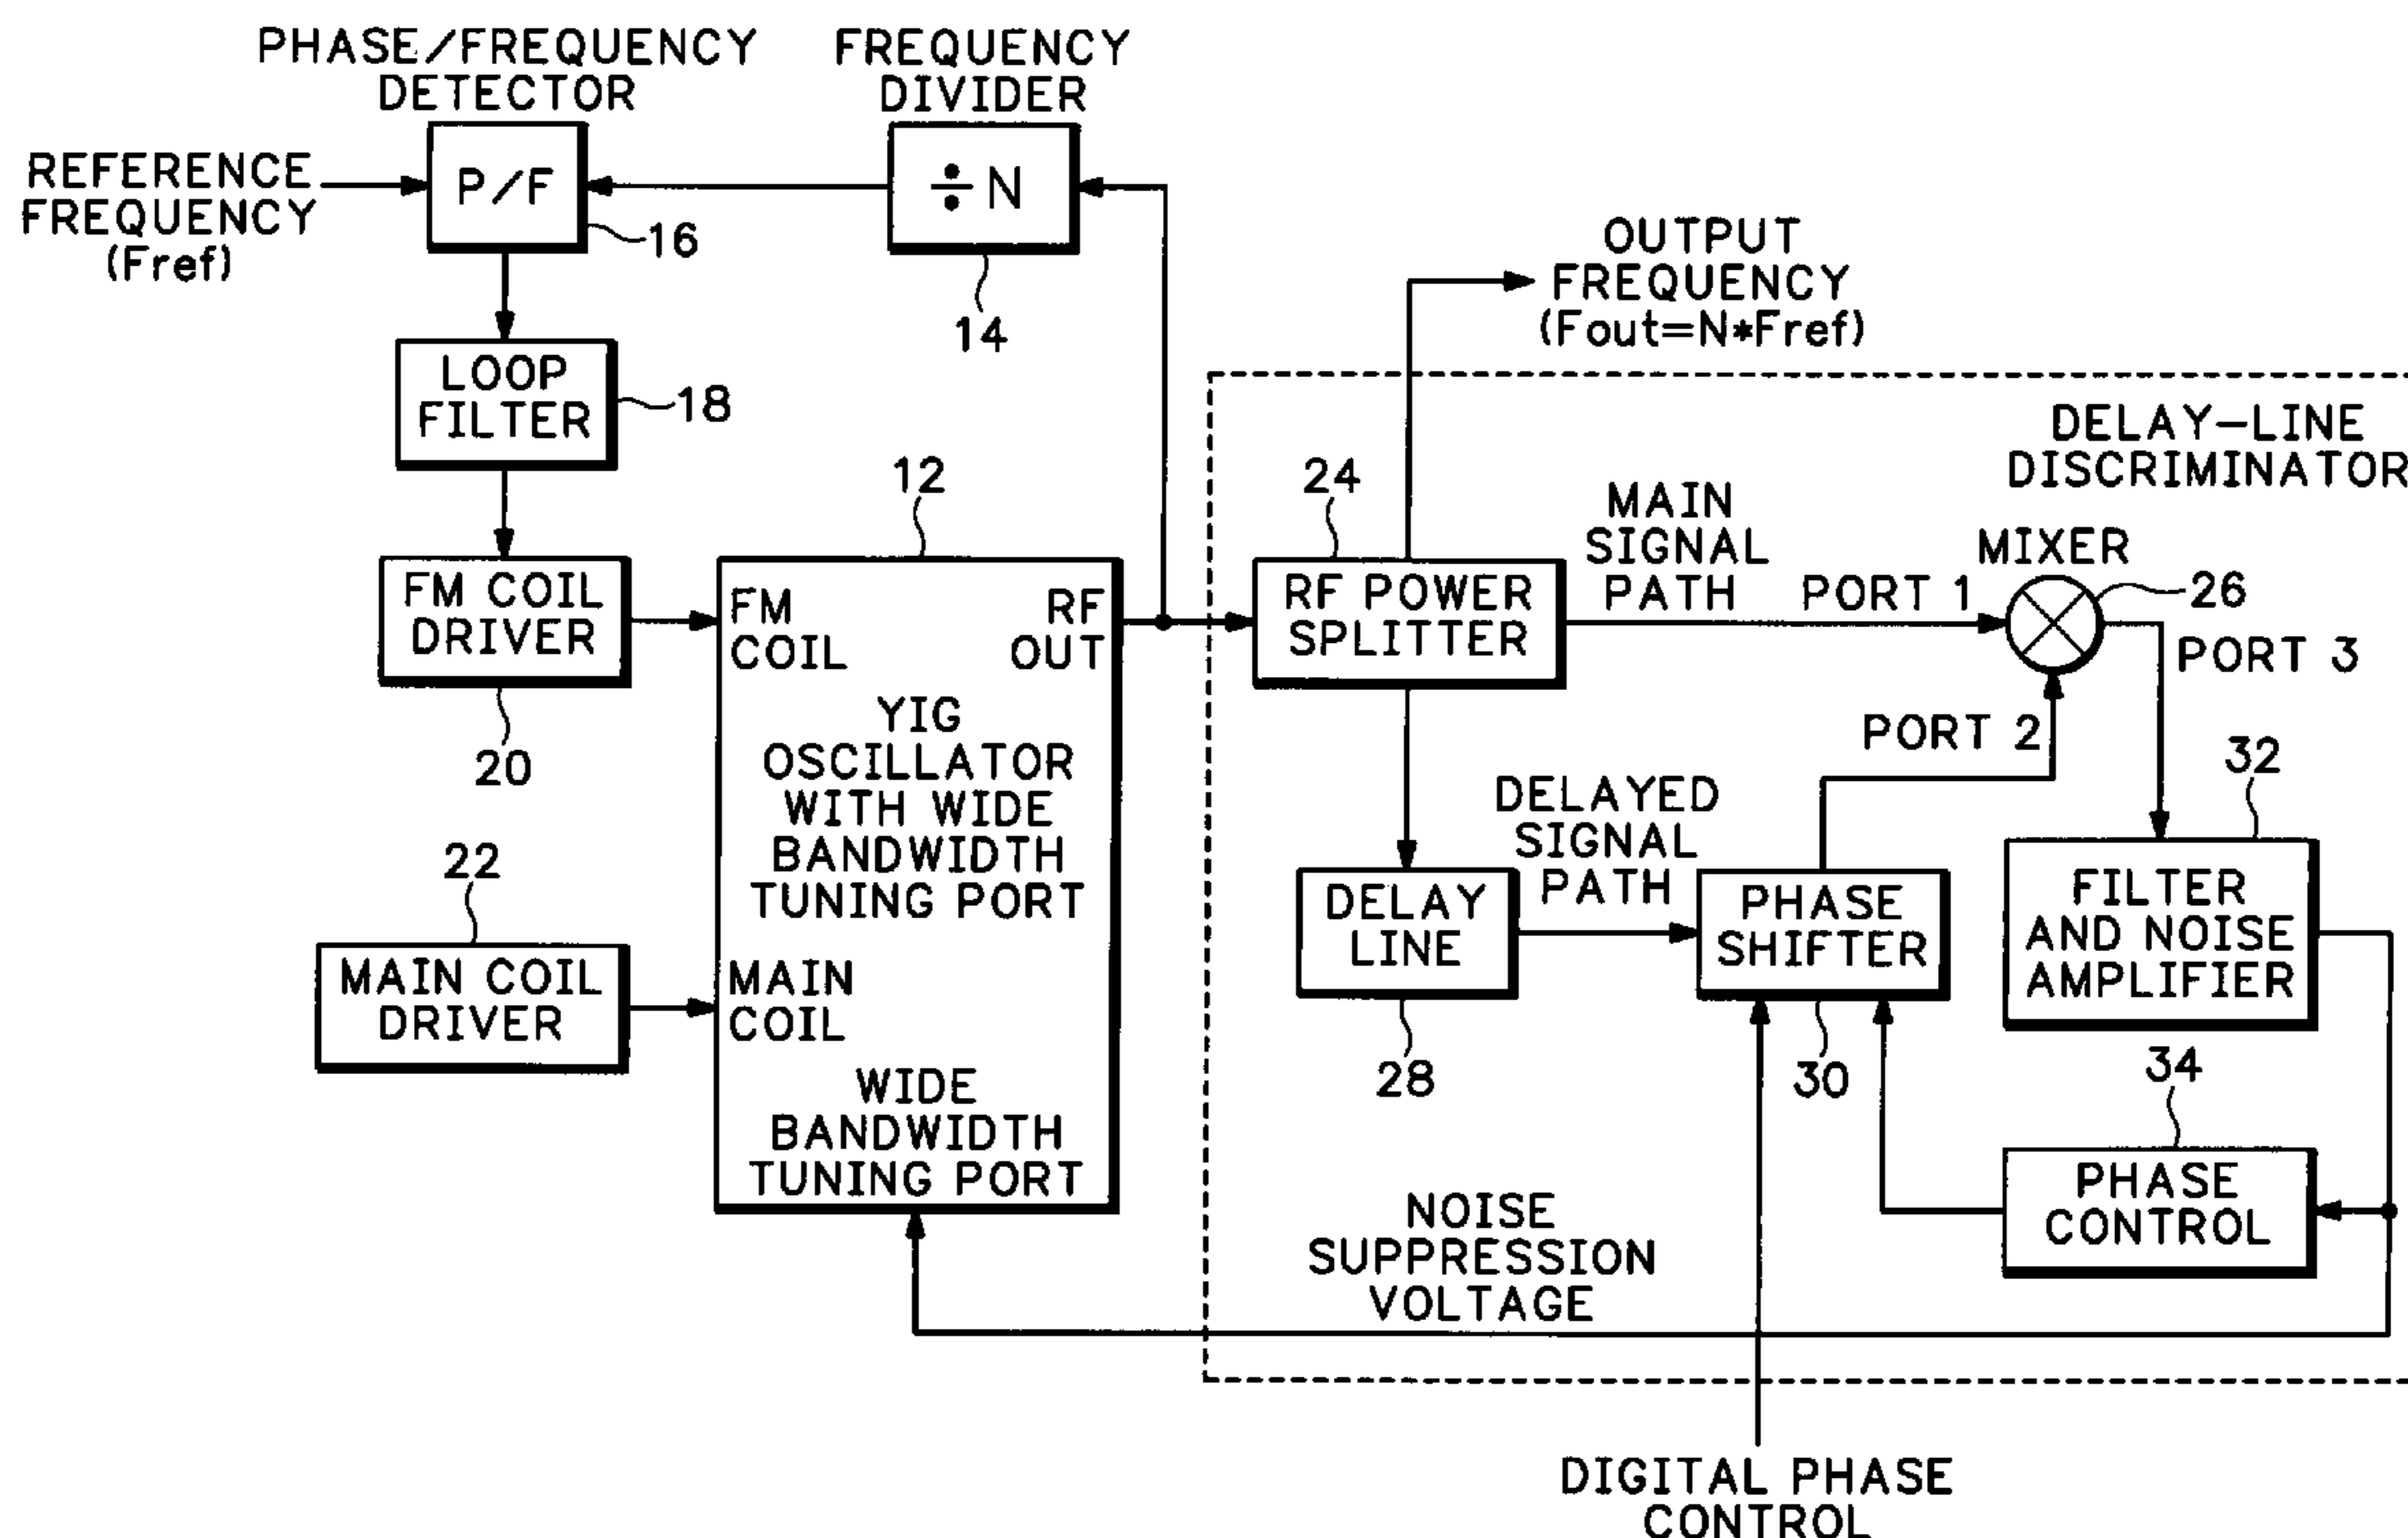 PHASE/FREQUENCY
DETECTOR
FREQUENCY
DIVIDER
REFERENCE
FREQUENCY
(Fref)
P/F
16
÷ N
14
OUTPUT
FREQUENCY
(Fout=N*Fref)
LOOP
FILTER
18
DELAY-LINE
DISCRIMINATOR
12
24
MAIN
SIGNAL
PATH
PORT 1
MIXER
26
FM COIL
DRIVER
20
FM
COIL
RF
OUT
RF POWER
SPLITTER
PORT 3
YIG
OSCILLATOR
WITH WIDE
BANDWIDTH
TUNING PORT
PORT 2
32
22
MAIN COIL
DRIVER
MAIN
COIL
DELAYED
SIGNAL
PATH
DELAY
LINE
28
PHASE
SHIFTER
30
FILTER
AND NOISE
AMPLIFIER
34
WIDE
BANDWIDTH
TUNING PORT
PHASE
CONTROL
NOISE
SUPPRESSION
VOLTAGE
DIGITAL PHASE
CONTROL